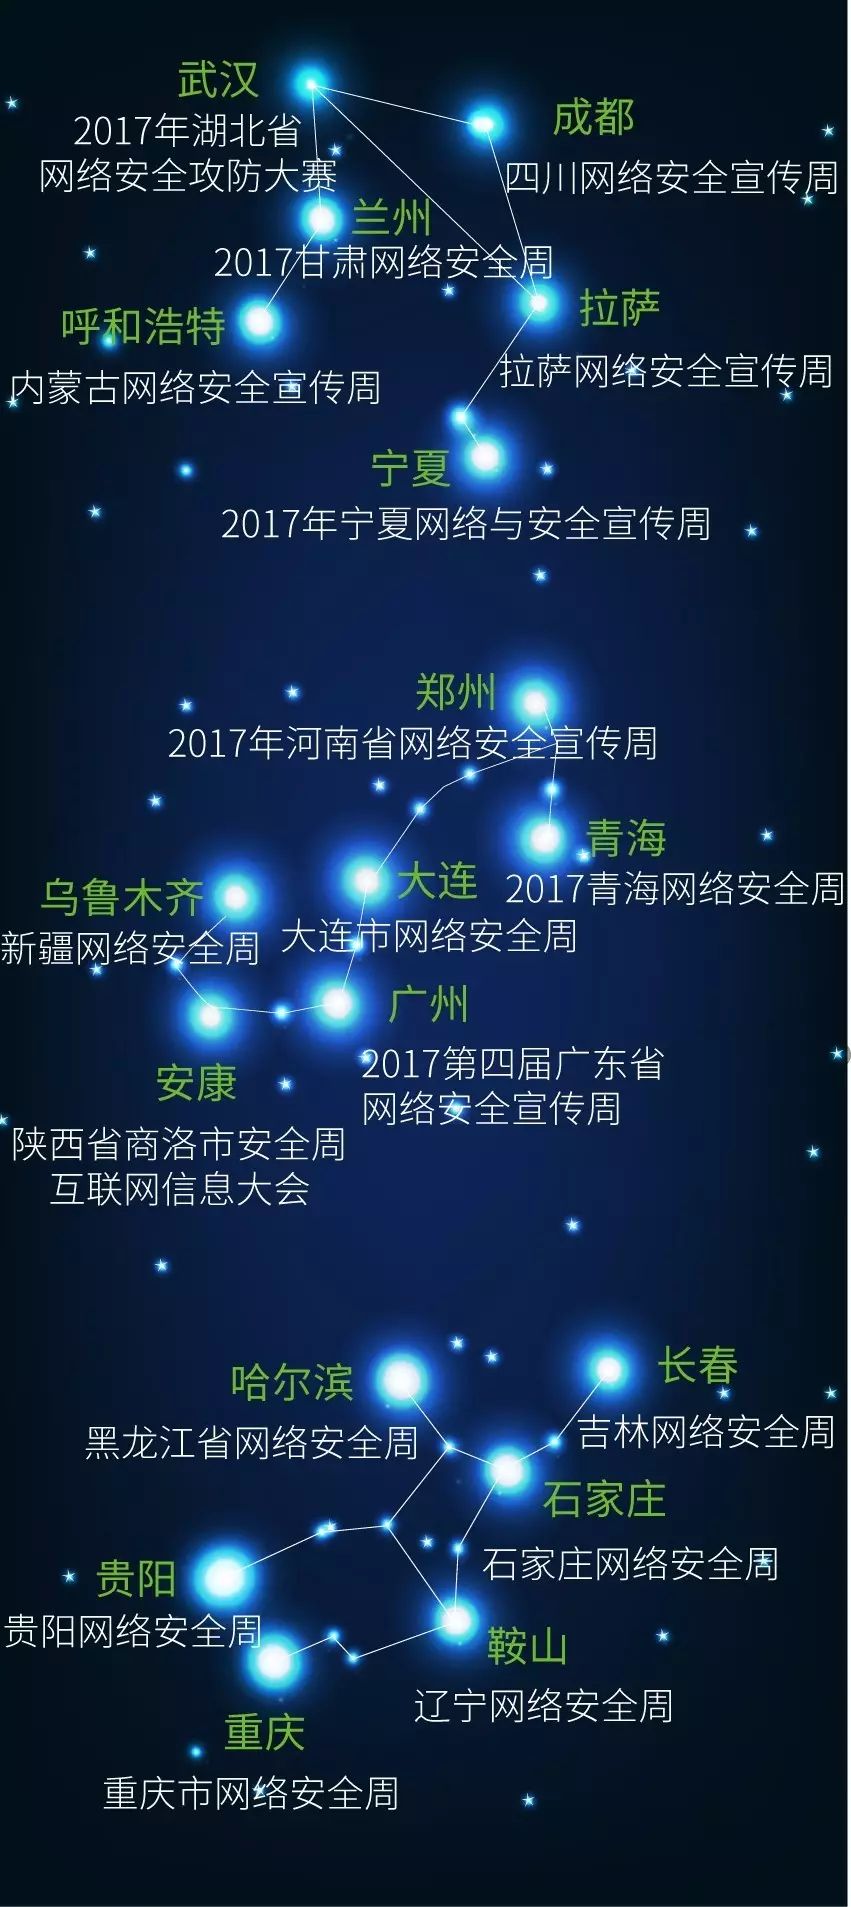 武汉
2017年湖北省
网络安全攻防大赛
成都
四川网络安全宣传周
兰州
2017甘肃网络安全周
呼和浩特
内蒙古网络安全宣传周
拉萨
拉萨网络安全宣传周
宁夏
2017年宁夏网络与安全宣传周
郑州
2017年河南省网络安全宣传周
青海
2017青海网络安全周
大连
大连市网络安全周
乌鲁木齐
新疆网络安全周
广州
2017第四届广东省
网络安全宣传周
安康
陕西省商洛市安全周
互联网信息大会
哈尔滨
黑龙江省网络安全周
长春
吉林网络安全周
石家庄
石家庄网络安全周
贵阳
贵阳网络安全周
鞍山
辽宁网络安全周
重庆
重庆市网络安全周